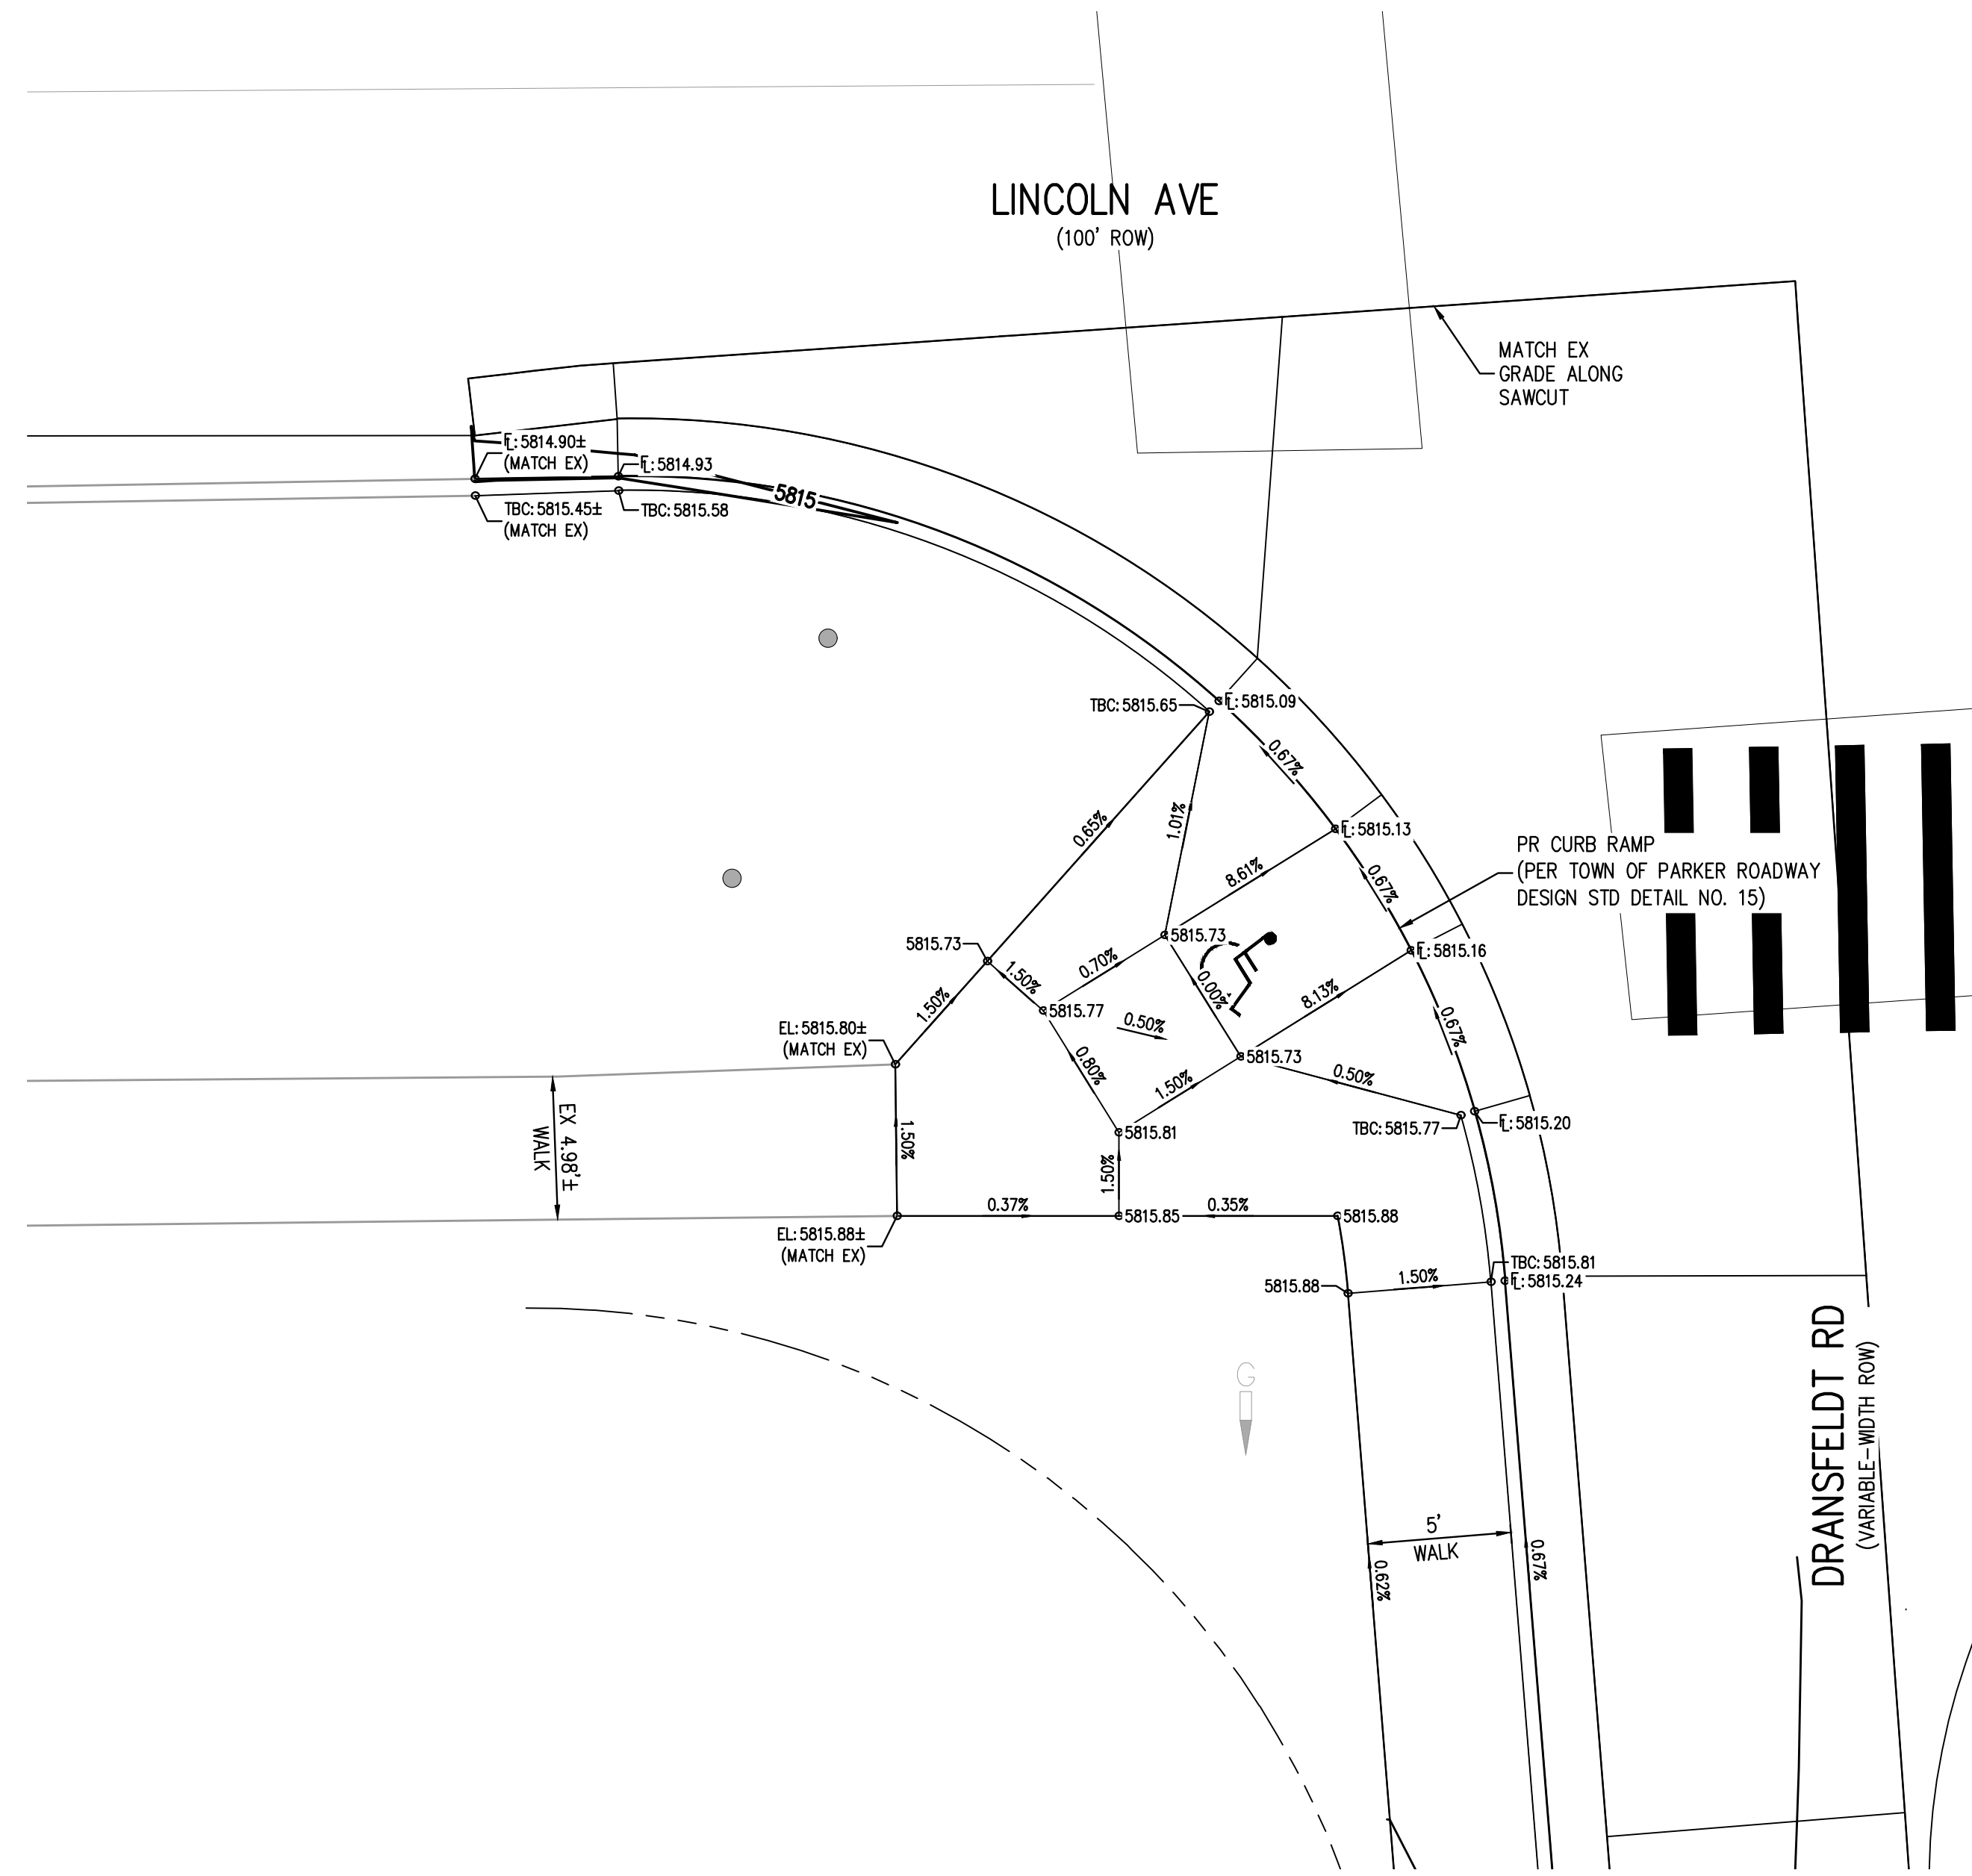 LINCOLN AVE
(100' ROW)
MATCH EX
GRADE ALONG
SAWCUT
FL: 5814.90±
(MATCH EX)
FL: 5814.93
5815
TBC: 5815.45±
(MATCH EX)
TBC: 5815.58
TBC: 5815.65
FL: 5815.09
0.67%
0.65%
1.01%
FL: 5815.13
PR CURB RAMP
(PER TOWN OF PARKER ROADWAY
DESIGN STD DETAIL NO. 15)
8.61%
0.67%
5815.73
5815.73
FL: 5815.16
0.70%
1.50%
0.00%
8.13%
1.50%
5815.77
0.50%
0.67%
EL: 5815.80±
(MATCH EX)
0.80%
5815.73
0.50%
1.50%
EX 4.98'±
WALK
1.50%
5815.81
TBC: 5815.77
FL: 5815.20
1.50%
0.37%
5815.85
0.35%
5815.88
EL: 5815.88±
(MATCH EX)
TBC: 5815.81
FL: 5815.24
5815.88
1.50%
G
DRANSFELDT RD
(VARIABLE-WIDTH ROW)
5'
WALK
0.62%
0.67%